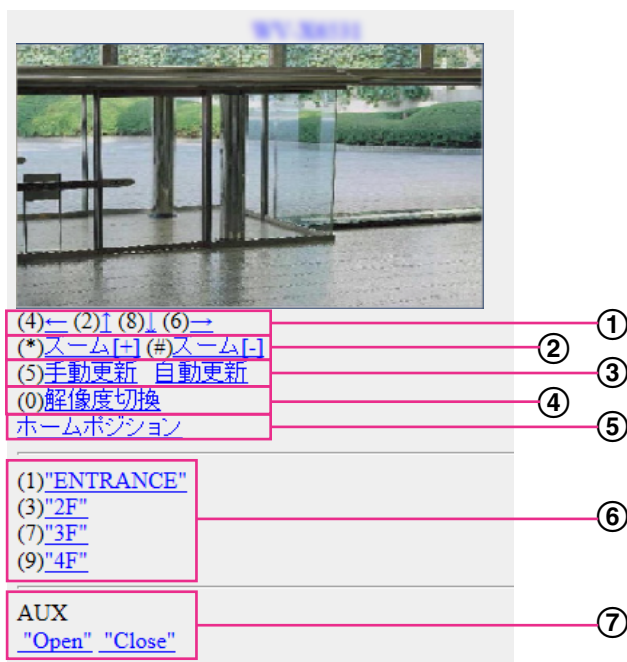 (4)← (2)↑ (8)↓ (6)→ ①
(*)スーム[+] (#)スーム[-] ②
(5)手動更新 自動更新 ③
(0)解像度切換 ④
ホームポジション ⑤
(1)"ENTRANCE"
(3)"2F"
⑥
(7)"3F"
(9)"4F"
AUX
⑦
"Open" "Close"